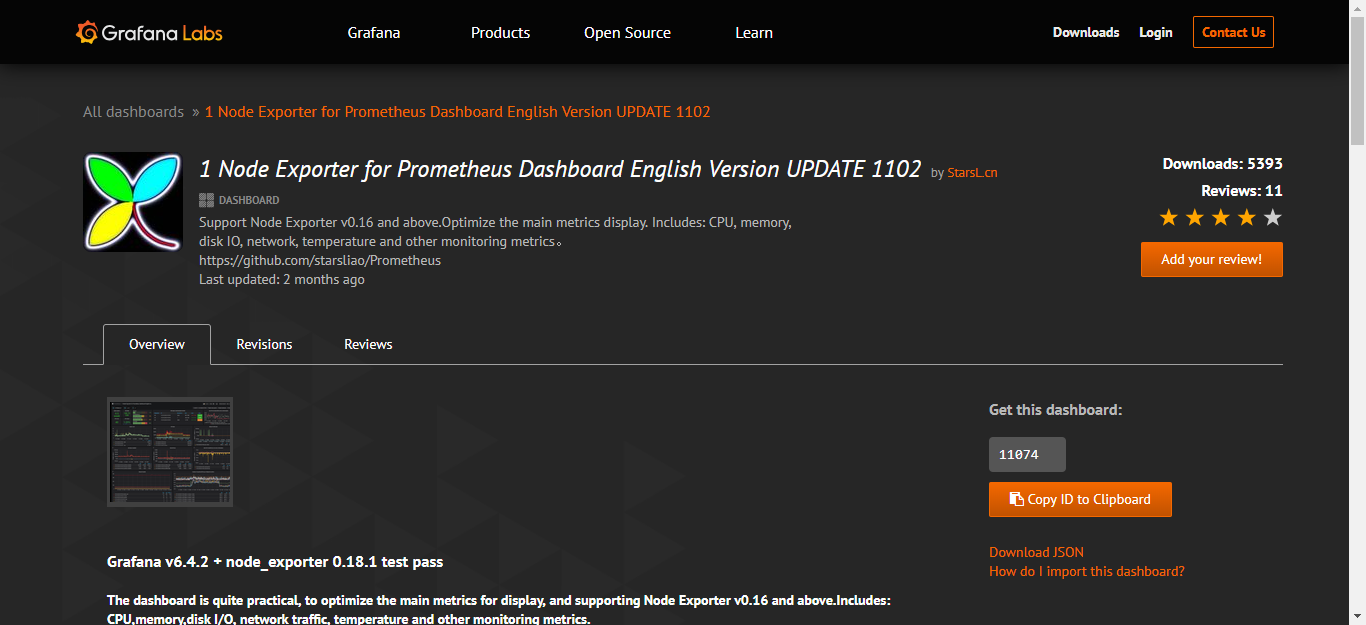 Grafana Labs
Grafana
Products
Open Source
Learn
Downloads
Login
Contact Us
All dashboards » 1 Node Exporter for Prometheus Dashboard English Version UPDATE 1102
1 Node Exporter for Prometheus Dashboard English Version UPDATE 1102 by StarsL.cn
DASHBOARD
Support Node Exporter v0.16 and above.Optimize the main metrics display. Includes: CPU, memory,
disk IO, network, temperature and other monitoring metrics。
https://github.com/starsliao/Prometheus
Last updated: 2 months ago
Downloads: 5393
Reviews: 11
Add your review!
Overview
Revisions
Reviews
Get this dashboard:
11074
Copy ID to Clipboard
Download JSON
How do I import this dashboard?
Grafana v6.4.2 + node_exporter 0.18.1 test pass
The dashboard is quite practical, to optimize the main metrics for display, and supporting Node Exporter v0.16 and above.Includes:
CPU,memory,disk I/O, network traffic, temperature and other monitoring metrics.